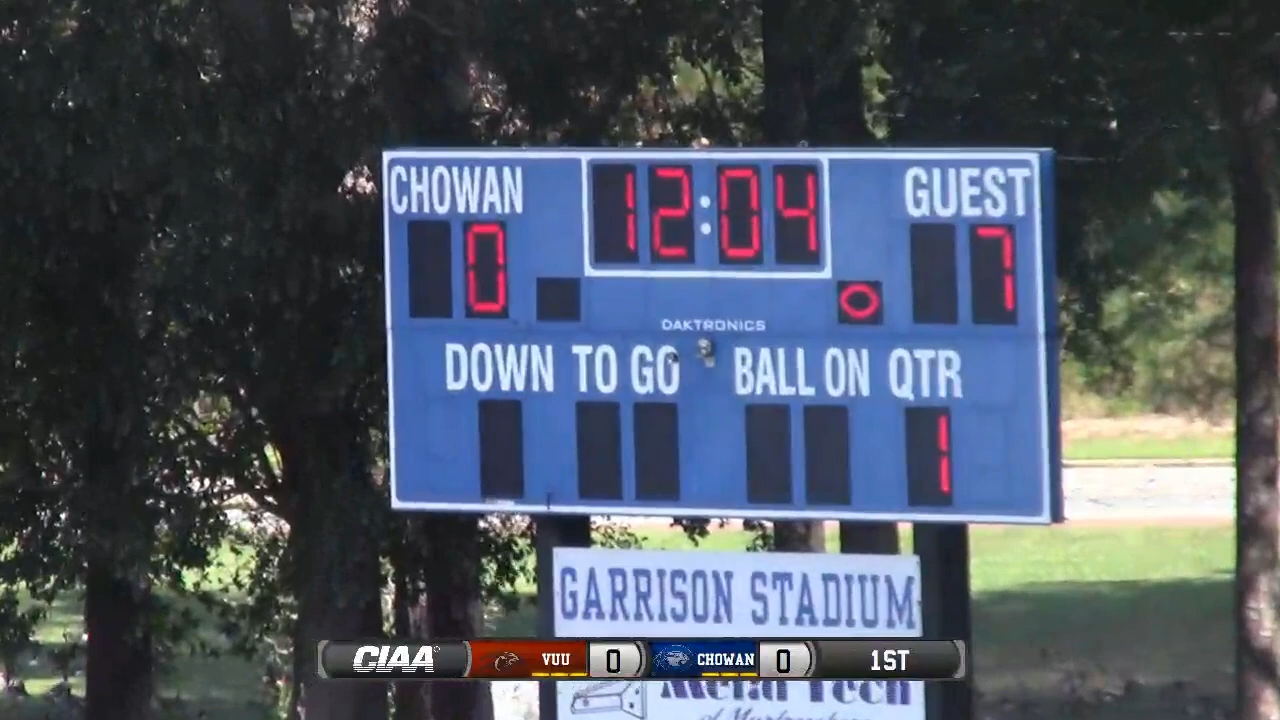 CHOWAN 12:04 GUEST
0 7
DAKTRONICS
DOWN TO GO BALL ON QTR
1
GARRISON STADIUM
CIAA VUU 0 CHOWAN 0 1ST